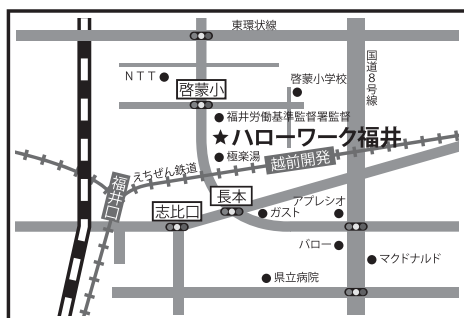 東環状線
国道8号線
NTT
啓蒙小学校
啓蒙小
福井労働基準監督署監督
★ハローワーク福井
極楽湯
越前開発
えちぜん鉄道
福井口
長本
志比口
アプレシオ
ガスト
バロー
マクドナルド
県立病院